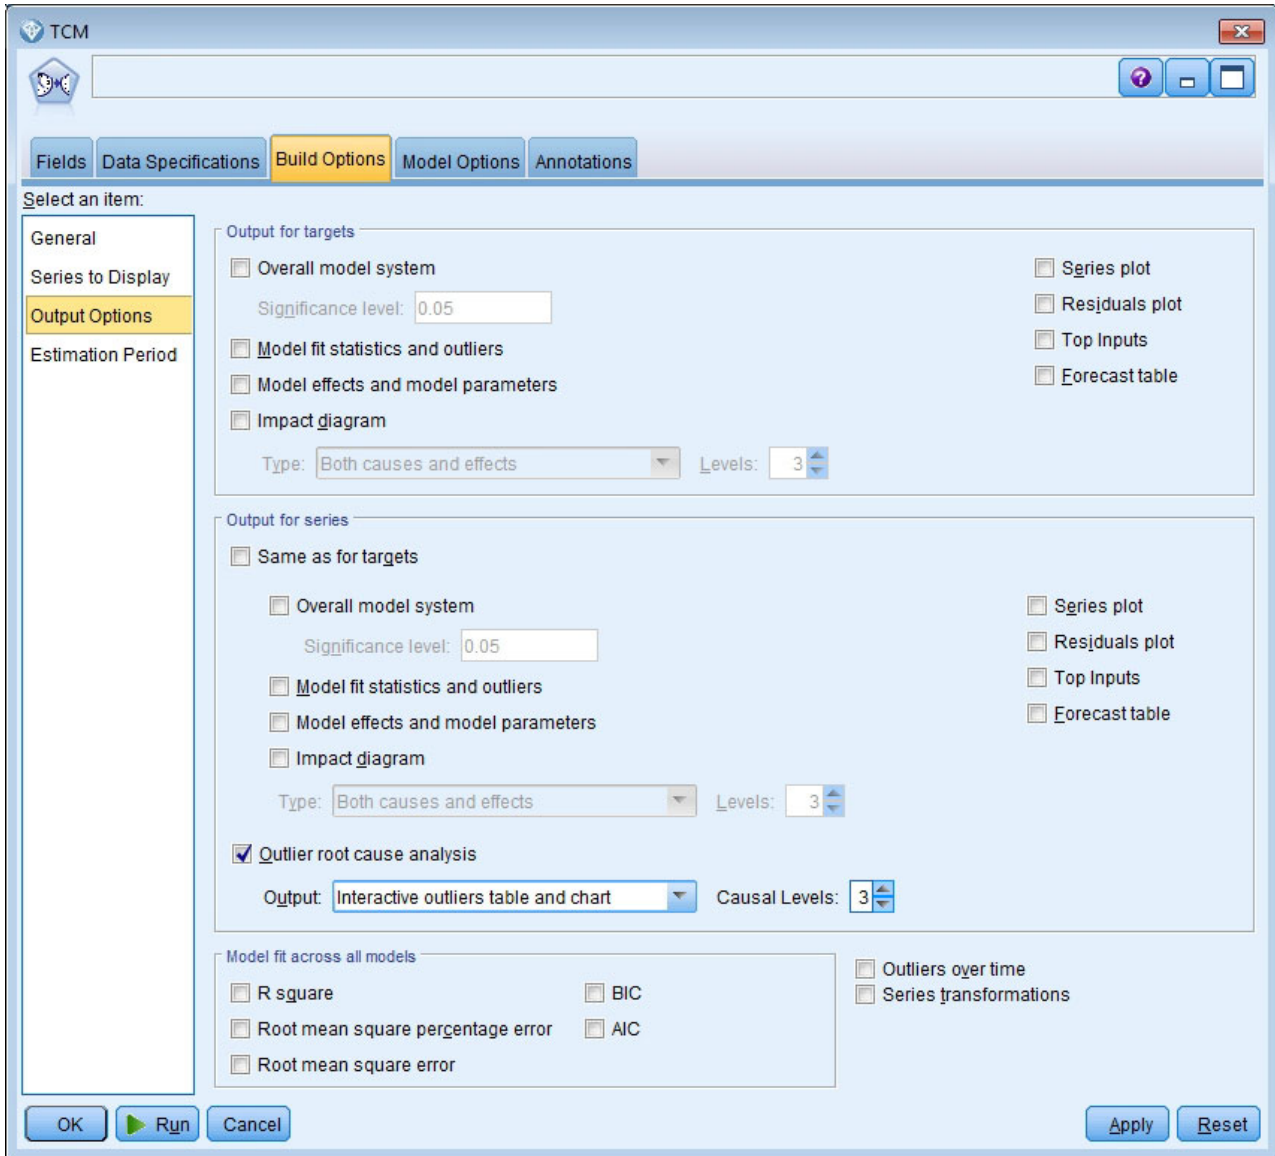 TCM
Fields Data Specifications Build Options Model Options Annotations
Select an item:
General
Series to Display
Output Options
Estimation Period
Output for targets
Overall model system
Significance level: 0.05
Model fit statistics and outliers
Model effects and model parameters
Impact diagram
Type: Both causes and effects Levels: 3
Series plot
Residuals plot
Top Inputs
Forecast table
Output for series
Same as for targets
Overall model system
Significance level: 0.05
Model fit statistics and outliers
Model effects and model parameters
Impact diagram
Type: Both causes and effects Levels: 3
Series plot
Residuals plot
Top Inputs
Forecast table
Outlier root cause analysis
Output: Interactive outliers table and chart Causal Levels: 3
Model fit across all models
R square
Root mean square percentage error
Root mean square error
BIC
AIC
Outliers over time
Series transformations
OK Run Cancel Apply Reset